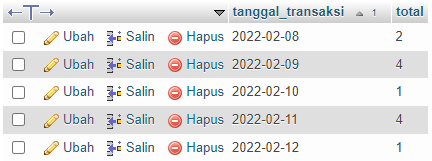 tanggal_transaksi 1 total
Ubah Salin Hapus 2022-02-08 2
Ubah Salin Hapus 2022-02-09 4
Ubah Salin Hapus 2022-02-10 1
Ubah Salin Hapus 2022-02-11 4
Ubah Salin Hapus 2022-02-12 1